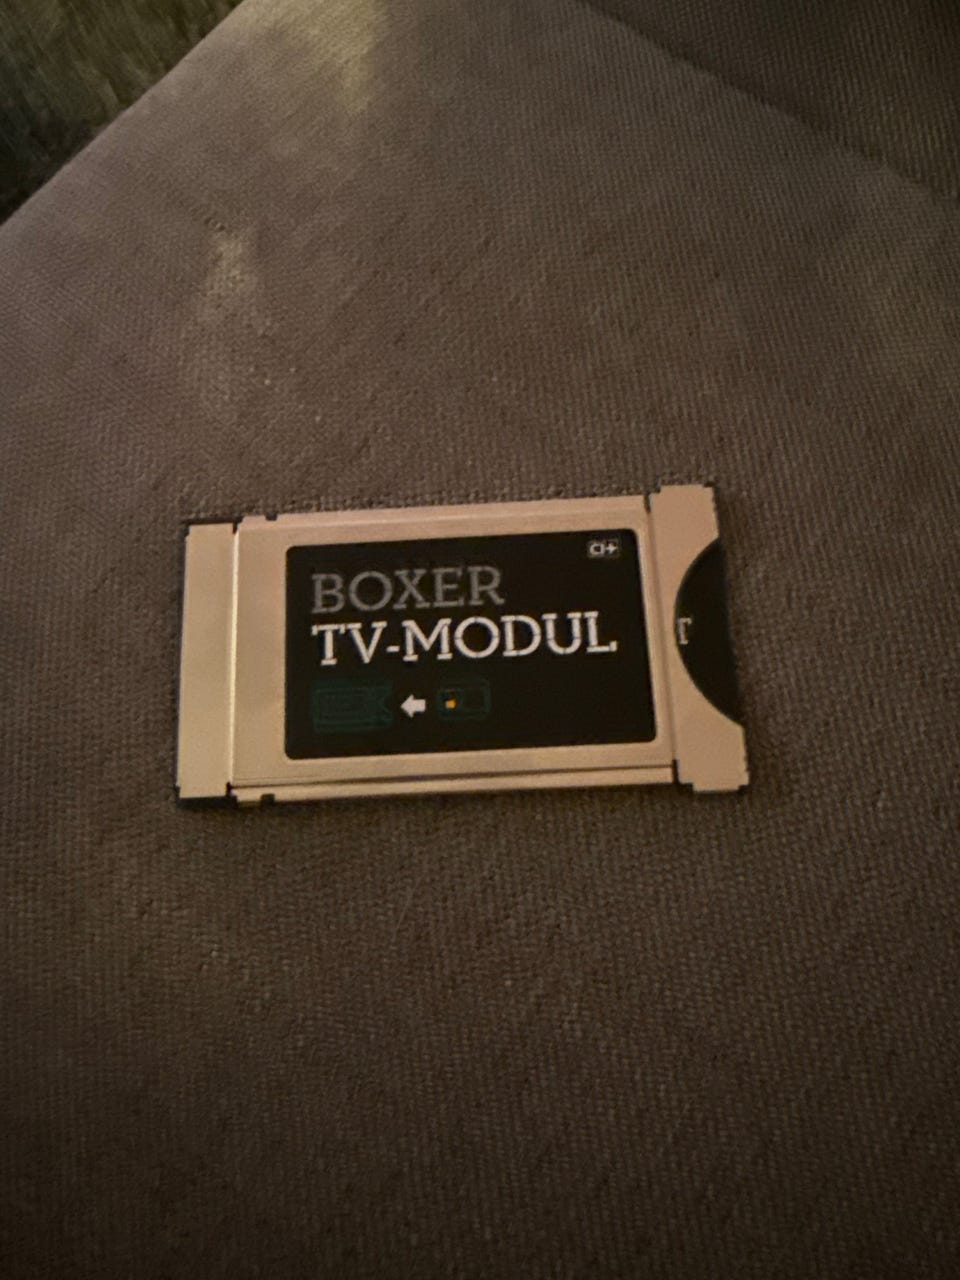 CI+
BOXER
TV-MODUL
T